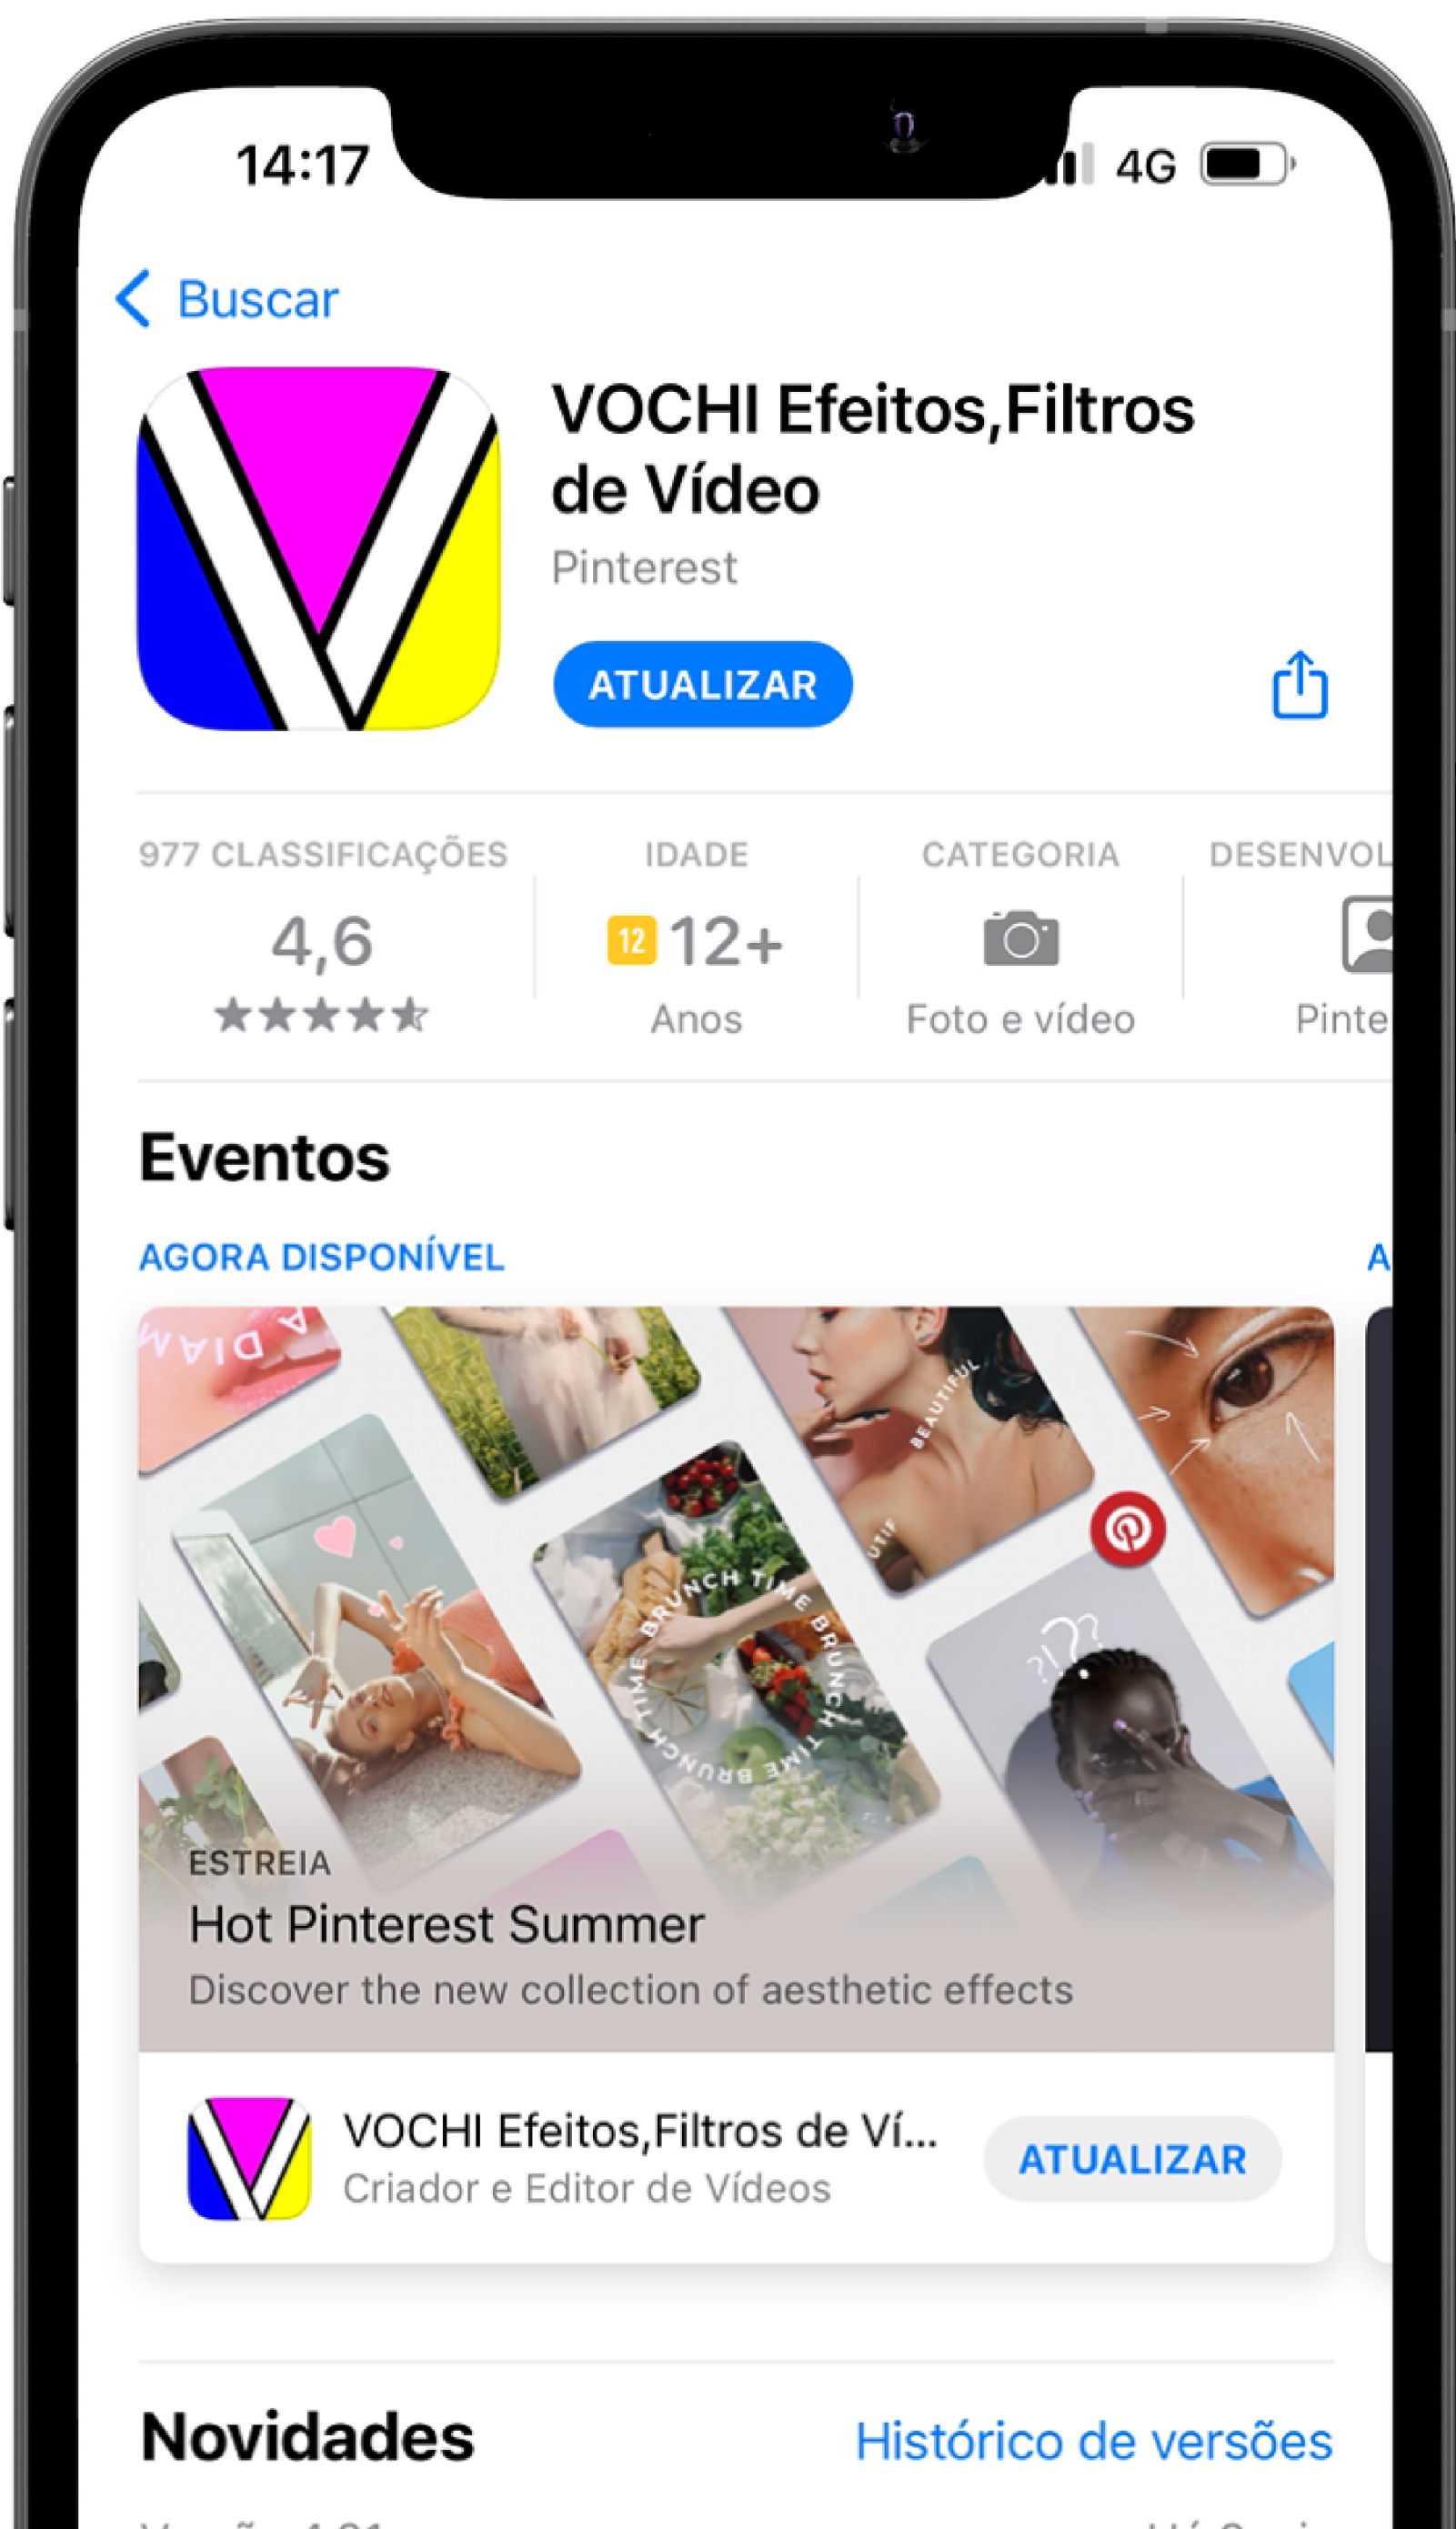 14:17
4G
Buscar
VOCHI Efeitos,Filtros
de Vídeo
Pinterest
ATUALIZAR
977 CLASSIFICAÇÕES
IDADE
CATEGORIA
DESENVOL
4,6
12
12+
Anos
Foto e vídeo
Pinte
Eventos
AGORA DISPONÍVEL
A
A DIAM
BEAUTIFUL
UTIF
BRUNCH TIME BRUNCH TIME BRUNCH TIME
?!??
ESTREIA
Hot Pinterest Summer
Discover the new collection of aesthetic effects
VOCHI Efeitos,Filtros de Ví...
Criador e Editor de Vídeos
ATUALIZAR
Novidades
Histórico de versões